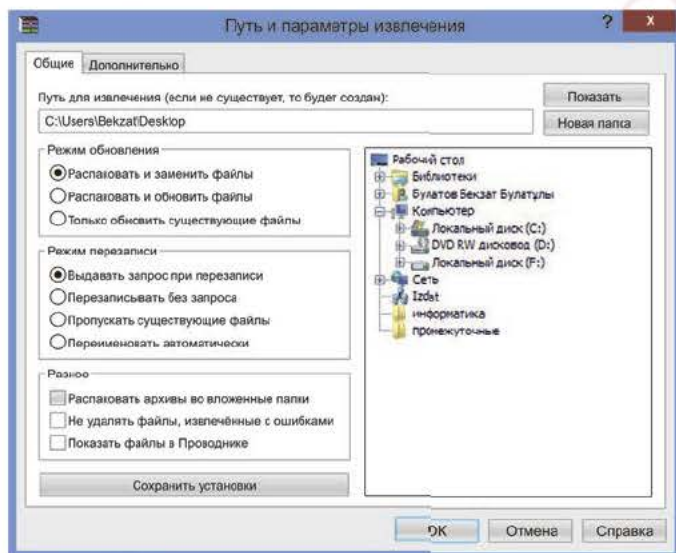 Путь и параметры извлечения
Общие
Дополнительно
Путь для извлечения (если не существует, то будет создан):
Показать
C:\Users\Bekzat\Desktop
Новая папка
Режим обновления
Распаковать и заменить файлы
Распаковать и обновить файлы
Только обновить существующие файлы
Режим перезаписи
Выдавать запрос при перезаписи
Перезаписывать без запроса
Пропускать существующие файлы
Переименовать автоматически
Разное
Распаковать архивы во вложенные папки
Не удалять файлы, извлечённые с ошибками
Показать файлы в Проводнике
Сохранить установки
Рабочий стол
Библиотеки
Булатов Бекзат Булатұлы
Компьютер
Локальный диск (C:)
DVD RW дисковод (D:)
Локальный диск (F:)
Сеть
Izdat
информатика
промежуточные
OK
Отмена
Справка